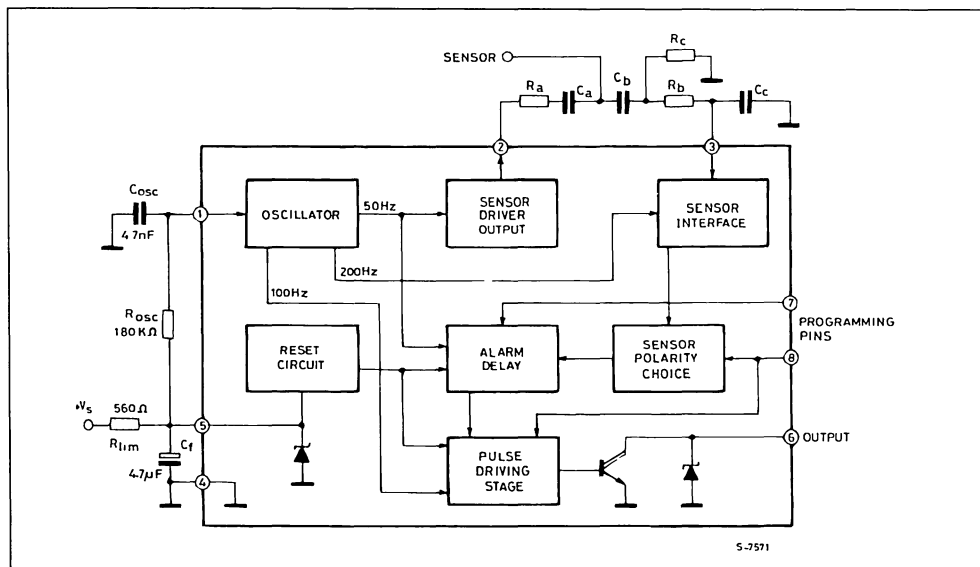 SENSOR
Rc
Ra
Ca
Cb
Rb
Cc
2
3
Cosc
4.7nF
1
OSCILLATOR
50Hz
SENSOR
DRIVER
OUTPUT
SENSOR
INTERFACE
200Hz
100Hz
7
PROGRAMMING
PINS
Rosc
180KΩ
RESET
CIRCUIT
ALARM
DELAY
SENSOR
POLARITY
CHOICE
8
+Vs
560Ω
Rlim
5
Cf
4.7µF
4
PULSE
DRIVING
STAGE
6 OUTPUT
S-7571